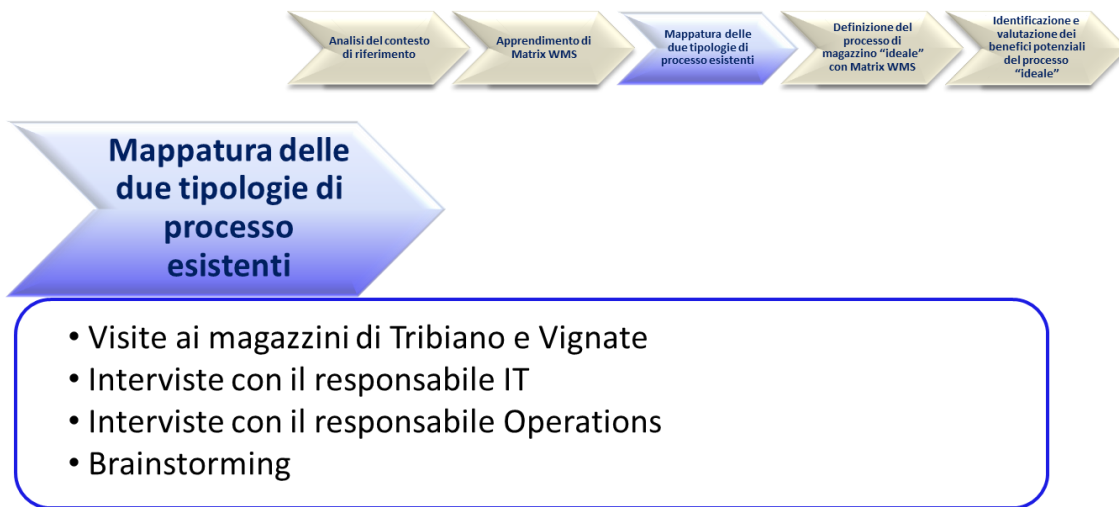 Analisi del contesto
di riferimento
Apprendimento di
Matrix WMS
Mappatura delle
due tipologie di
processo esistenti
Definizione del
processo di
magazzino “ideale”
con Matrix WMS
Identificazione e
valutazione dei
benefici potenziali
del processo
“ideale”
Mappatura delle
due tipologie di
processo
esistenti
• Visite ai magazzini di Tribiano e Vignate
• Interviste con il responsabile IT
• Interviste con il responsabile Operations
• Brainstorming